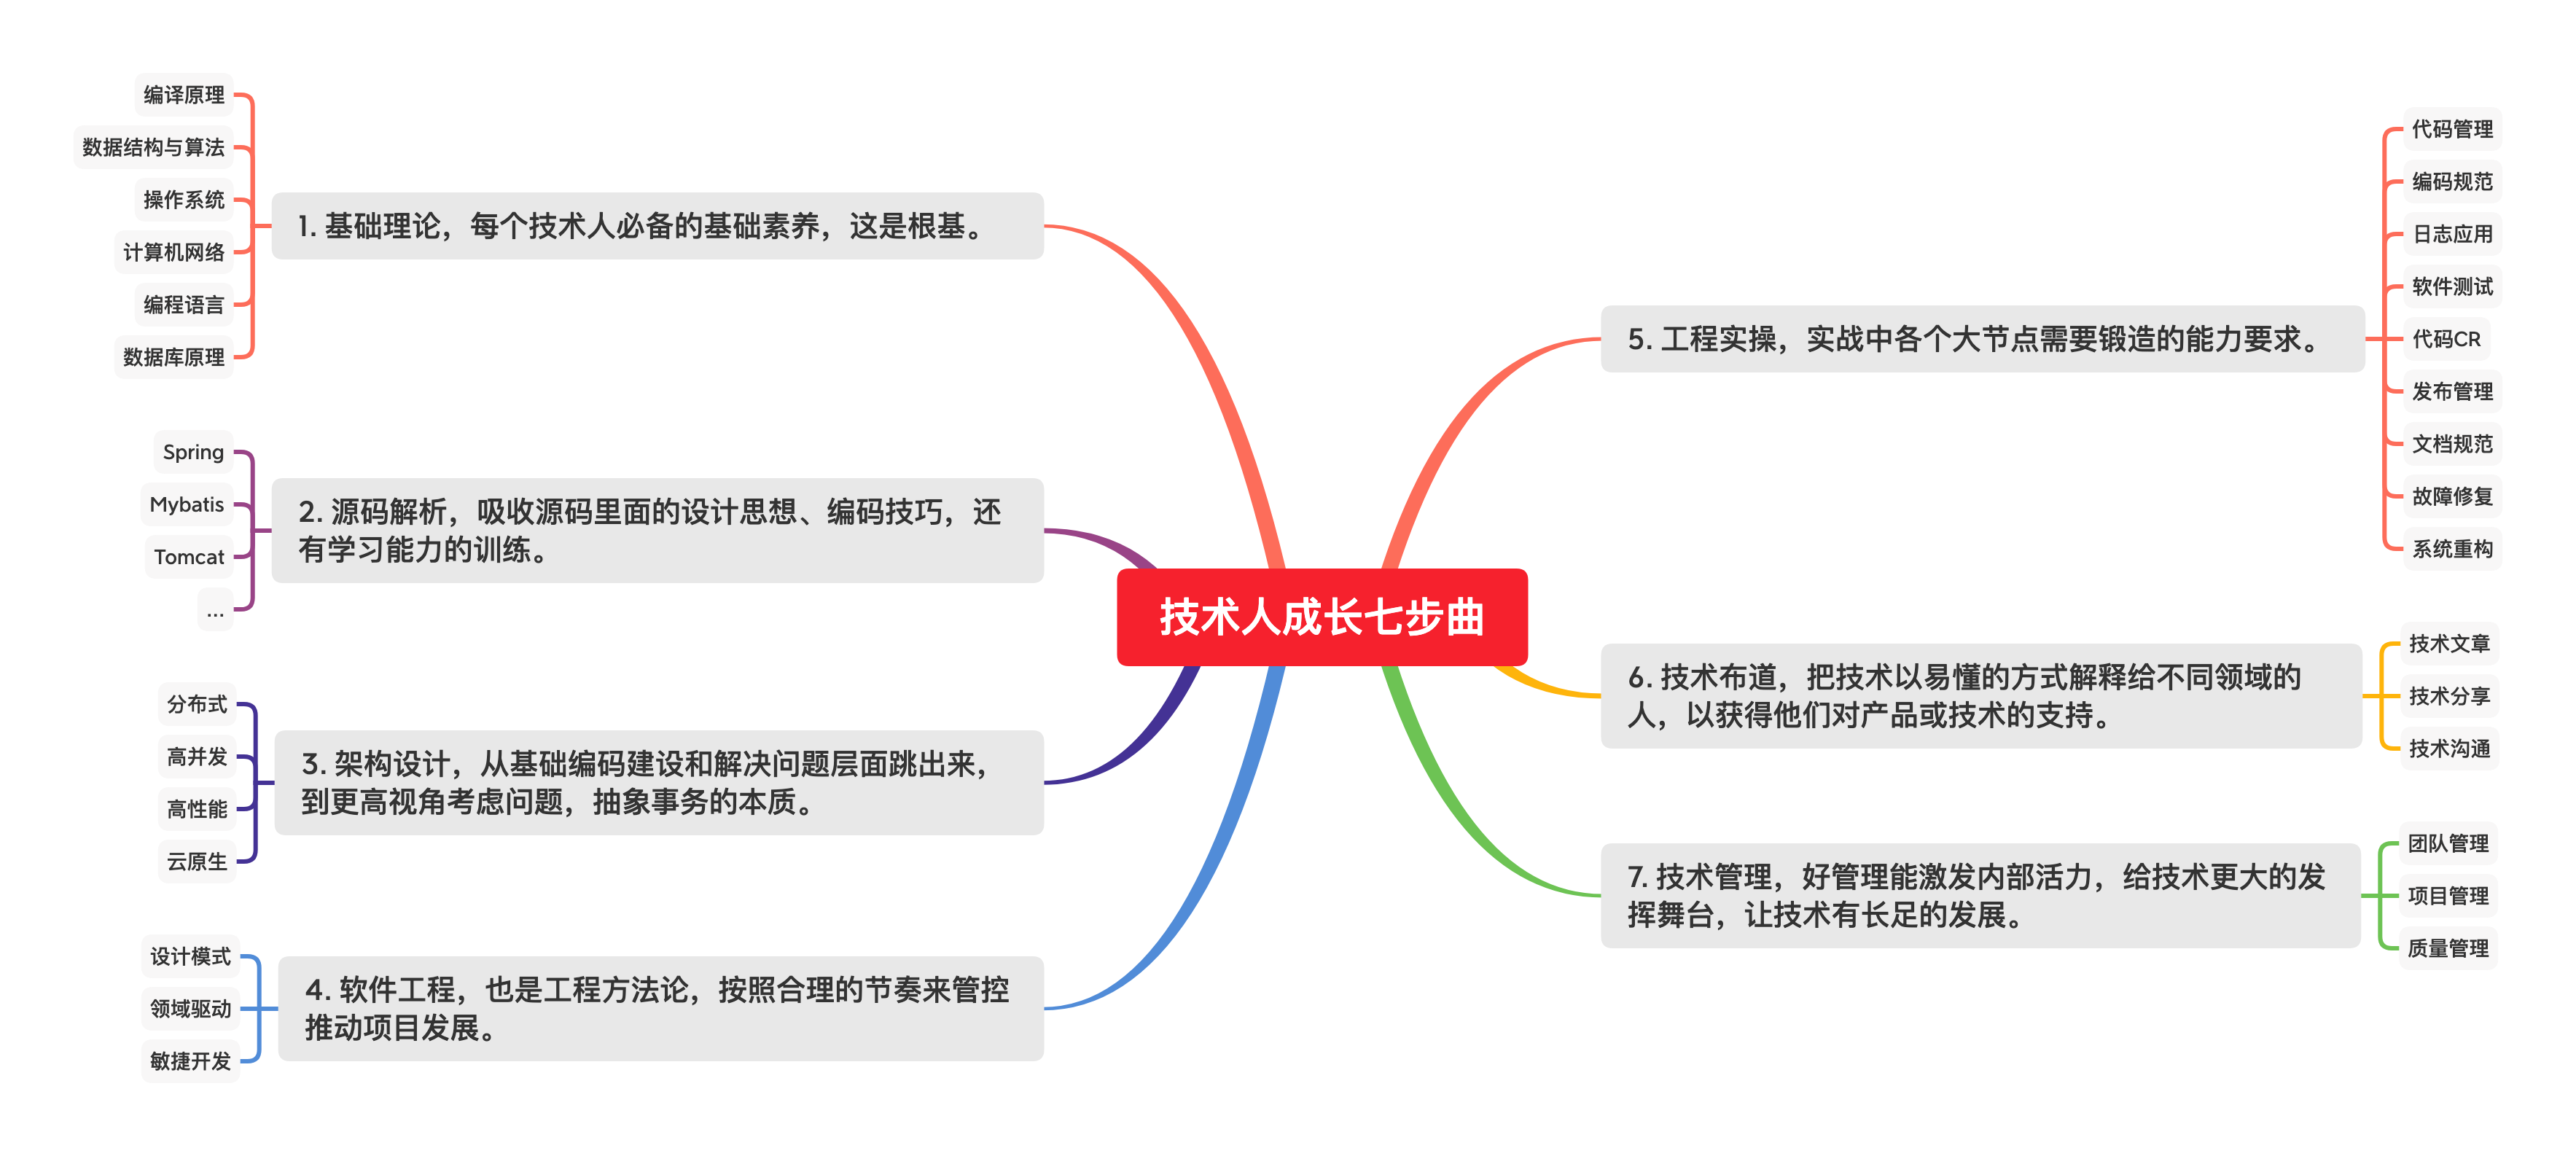 技术人成长七步曲
1. 基础理论，每个技术人必备的基础素养，这是根基。
编译原理
数据结构与算法
操作系统
计算机网络
编程语言
数据库原理
2. 源码解析，吸收源码里面的设计思想、编码技巧，还
有学习能力的训练。
Spring
Mybatis
Tomcat
...
3. 架构设计，从基础编码建设和解决问题层面跳出来，
到更高视角考虑问题，抽象事务的本质。
分布式
高并发
高性能
云原生
4. 软件工程，也是工程方法论，按照合理的节奏来管控
推动项目发展。
设计模式
领域驱动
敏捷开发
5. 工程实操，实战中各个大节点需要锻造的能力要求。
代码管理
编码规范
日志应用
软件测试
代码CR
发布管理
文档规范
故障修复
系统重构
6. 技术布道，把技术以易懂的方式解释给不同领域的
人，以获得他们对产品或技术的支持。
技术文章
技术分享
技术沟通
7. 技术管理，好管理能激发内部活力，给技术更大的发
挥舞台，让技术有长足的发展。
团队管理
项目管理
质量管理